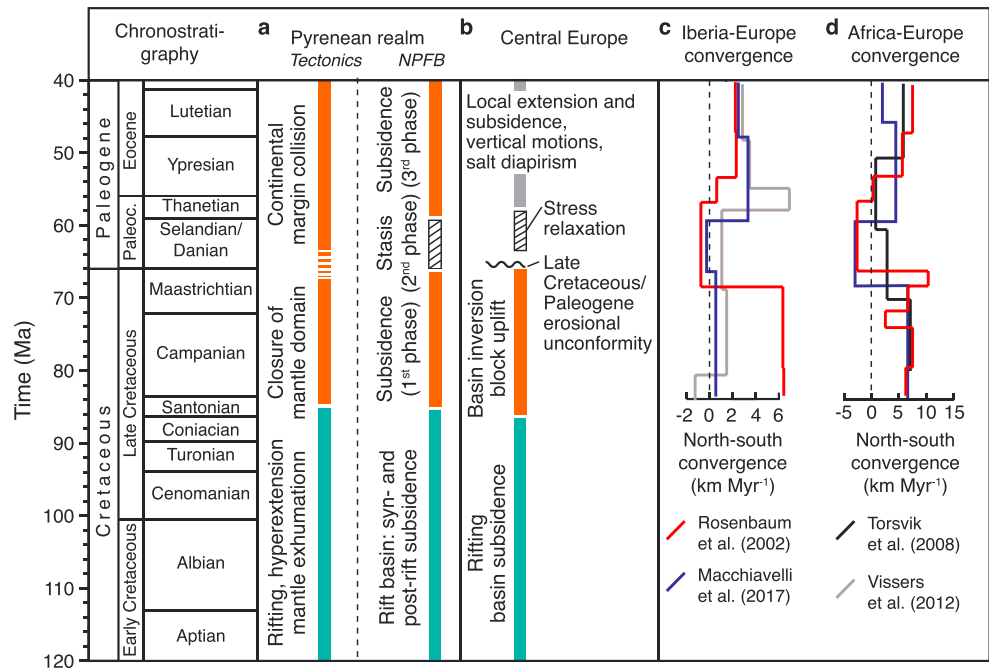 Chronostrati-
graphy
a
Pyrenean realm
Tectonics
NPFB
b
Central Europe
c
Iberia-Europe
convergence
d
Africa-Europe
convergence
Time (Ma)
40
50
60
70
80
90
100
110
120
Paleogene
Cretaceous
Eocene
Paleoc.
Late Cretaceous
Early Cretaceous
Lutetian
Ypresian
Thanetian
Selandian/
Danian
Maastrichtian
Campanian
Santonian
Coniacian
Turonian
Cenomanian
Albian
Aptian
Continental
margin collision
Closure of
mantle domain
Rifting, hyperextension
mantle exhumationn
Subsidence
(3rd phase)
Stasis
(2nd phase)
Subsidence
(1st phase)
Rift basin: syn- and
post-rift subsidence
Local extension and
subsidence,
vertical motions,
salt diapirism
Stress
relaxation
Late
Cretaceous/
Paleogene
erosional
unconformity
Basin inversion
block uplift
Rifting
basin subsidence
-2 0 2 4 6
North-south
convergence
(km Myr-1)
-5 0 5 10 15
North-south
convergence
(km Myr-1)
Rosenbaum
et al. (2002)
Macchiavelli
et al. (2017)
Torsvik
et al. (2008)
Vissers
et al. (2012)